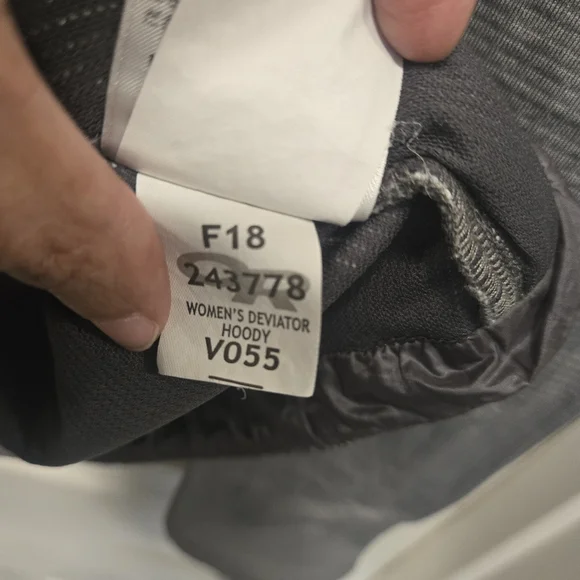 F18
243778
WOMEN'S DEVIATOR
HOODY
V055